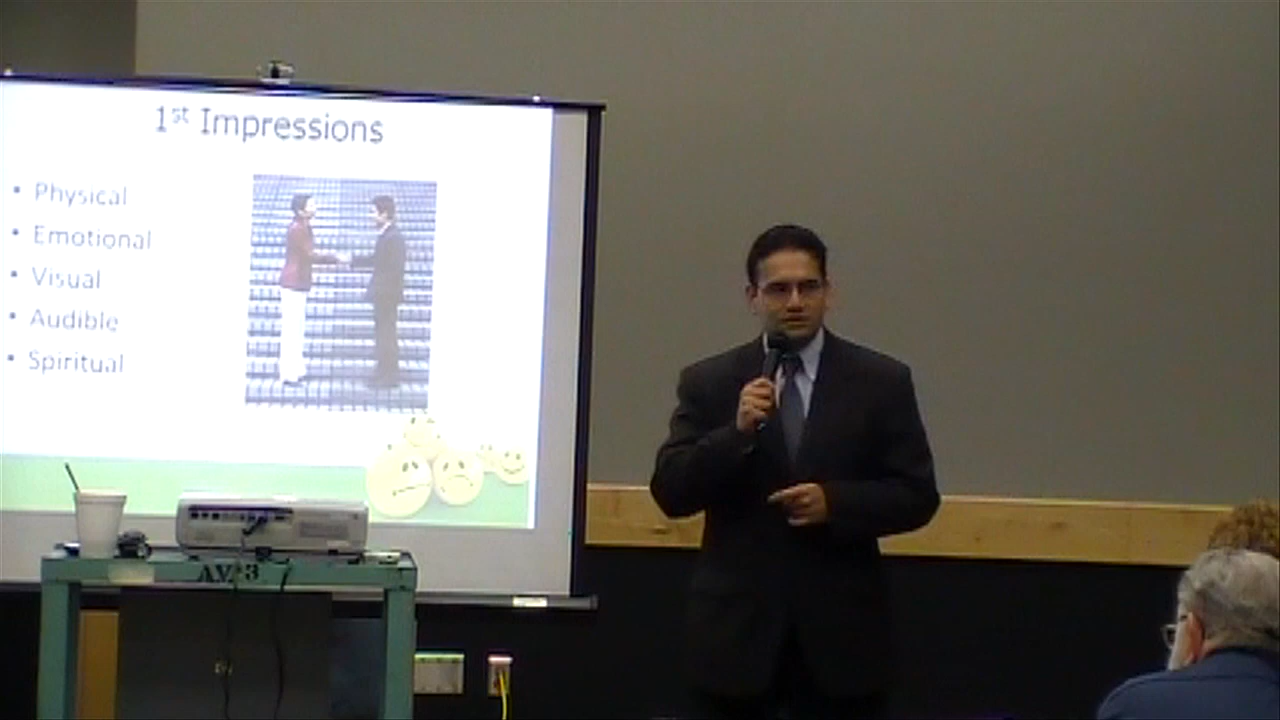 1st Impressions
• Physical
• Emotional
• Visual
• Audible
• Spiritual
AV 3